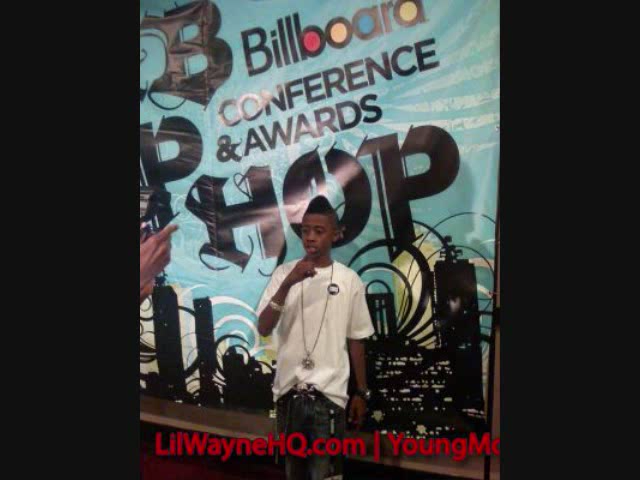 B Billboard
CONFERENCE
& AWARDS
HOP
LilWayneHQ.com | YoungMo